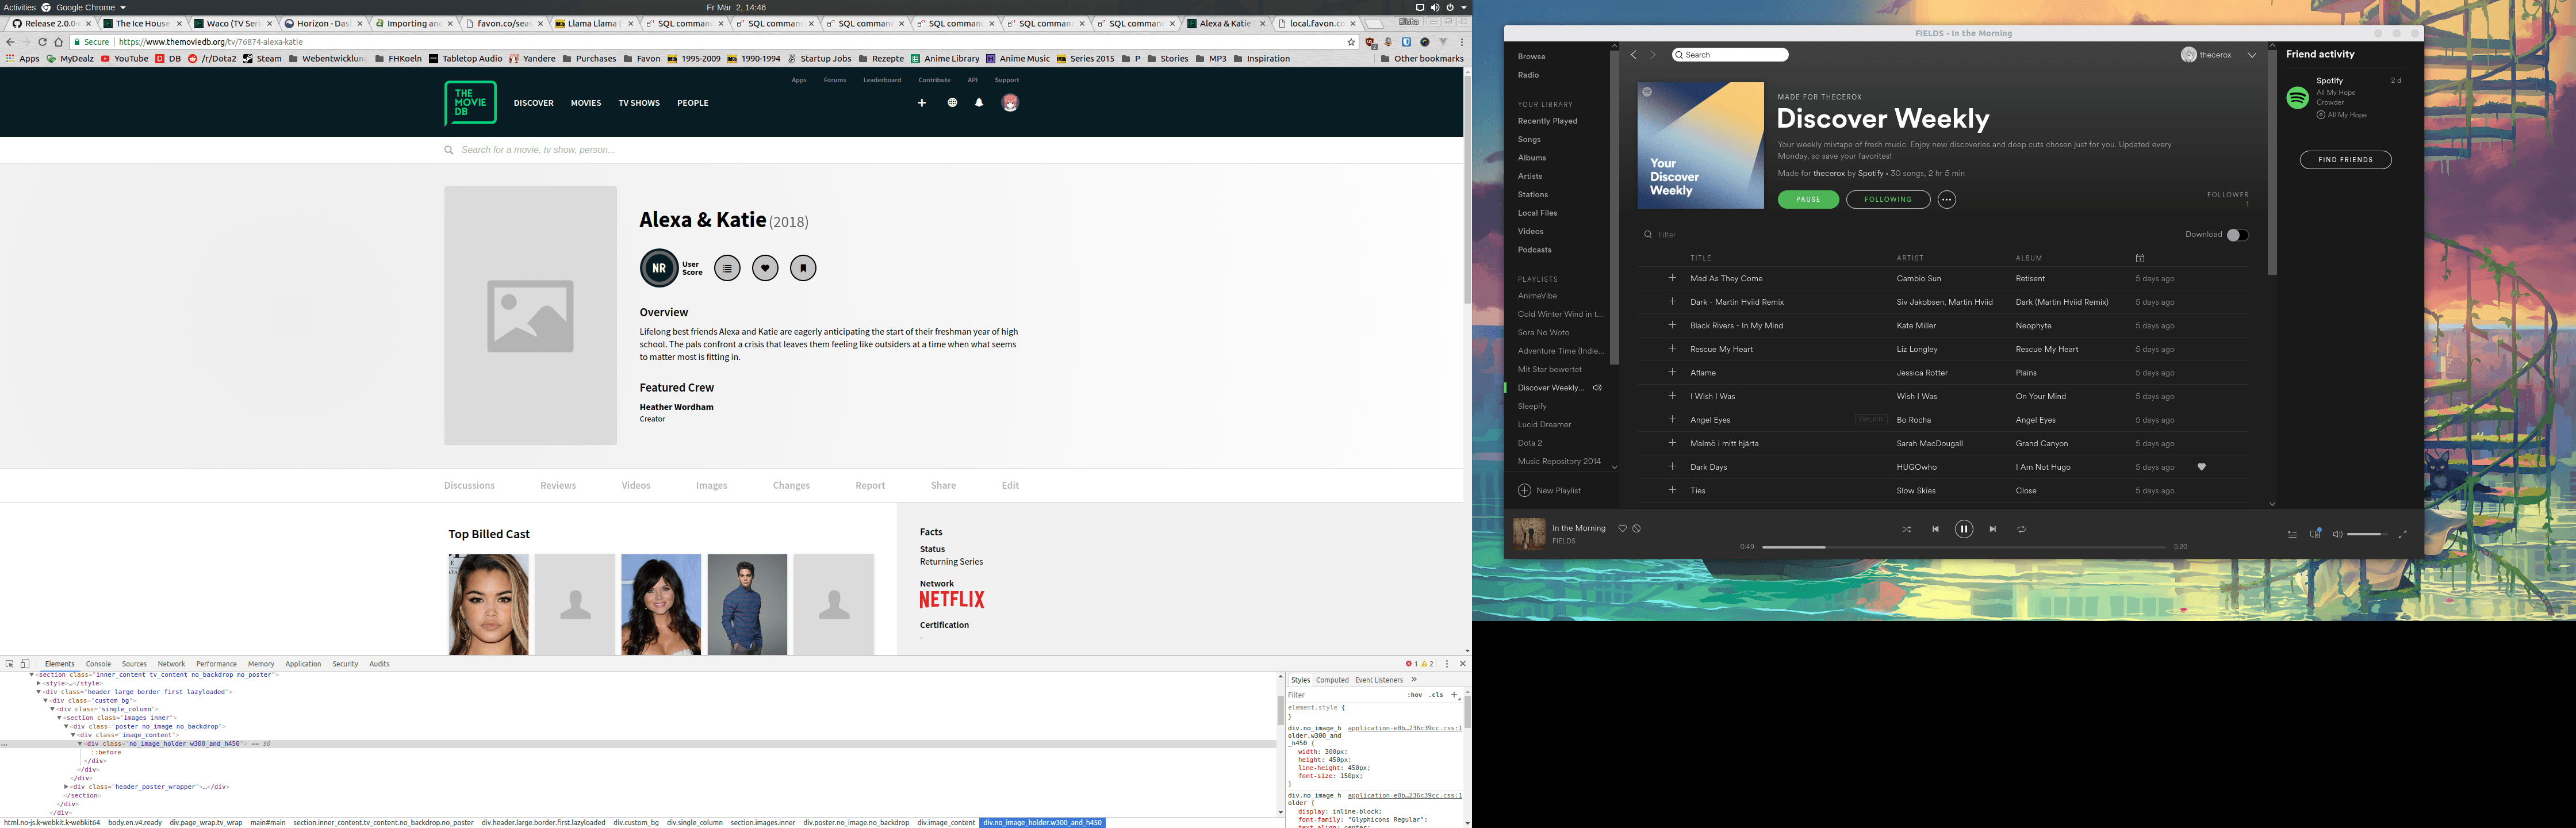 Activities Google Chrome
Fr Mär 2, 14:46
Release 2.0.0-
The Ice House
Waco (TV Seri
Horizon - Das
Importing an
favon.co/sea
Llama Llama (
SQL comman
SQL comman
SQL comman
SQL comman
SQL comman
SQL comman
Alexa & Katie
local.favon.co
Secure https://www.themoviedb.org/tv/76874-alexa-katie
Apps MyDealz YouTube DB /r/Dota2 Steam Webentwicklun FHKoeln Tabletop Audio Yandere Purchases Favon 1995-2009 1990-1994 Startup Jobs Rezepte Anime Library Anime Music Series 2015 P Stories MP3 Inspiration Other bookmarks
Apps Forums Leaderboard Contribute API Support
THE
MOVIE
DB
DISCOVER MOVIES TV SHOWS PEOPLE
Search for a movie, tv show, person...
Alexa & Katie (2018)
NR User
Score
Overview
Lifelong best friends Alexa and Katie are eagerly anticipating the start of their freshman year of high
school. The pals confront a crisis that leaves them feeling like outsiders at a time when what seems
to matter most is fitting in.
Featured Crew
Heather Wordham
Creator
Discussions Reviews Videos Images Changes Report Share Edit
Top Billed Cast
Facts
Status
Returning Series
Network
NETFLIX
Certification
-
Elements Console Sources Network Performance Memory Application Security Audits 1 2
<section class="inner_content tv_content no_backdrop no_poster">
<style>…</style>
<div class="header large border first lazyloaded">
<div class="custom_bg">
<div class="single_column">
<section class="images inner">
<div class="poster no_image no_backdrop">
<div class="image_content">
<div class="no_image_holder w300_and_h450"> == $0
::before
</div>
</div>
</div>
<div class="header_poster_wrapper">…</div>
</section>
</div>
</div>
html.no-js.k-webkit.k-webkit64 body.en.v4.ready div.page_wrap.tv_wrap main#main section.inner_content.tv_content.no_backdrop.no_poster div.header.large.border.first.lazyloaded div.custom_bg div.single_column section.images.inner div.poster.no_image.no_backdrop div.image_content div.no_image_holder.w300_and_h450
Styles Computed Event Listeners »
Filter :hov .cls +
element.style {
}
div.no_image_h application-e0b…236c39cc.css:1
older.w300_and
_h450 {
width: 300px;
height: 450px;
line-height: 450px;
font-size: 150px;
}
div.no_image_h application-e0b…236c39cc.css:1
older {
display: inline-block;
font-family: "Glyphicons Regular";
text-align: center;
FIELDS - In the Morning
Browse
Radio
YOUR LIBRARY
Recently Played
Songs
Albums
Artists
Stations
Local Files
Videos
Podcasts
PLAYLISTS
AnimeVibe
Cold Winter Wind in t...
Sora No Woto
Adventure Time (Indie...
Mit Star bewertet
Discover Weekly...
Sleepify
Lucid Dreamer
Dota 2
Music Repository 2014
New Playlist
Search
thecerox
Your
Discover
Weekly
MADE FOR THECEROX
Discover Weekly
Your weekly mixtape of fresh music. Enjoy new discoveries and deep cuts chosen just for you. Updated every
Monday, so save your favorites!
Made for thecerox by Spotify • 30 songs, 2 hr 5 min
PAUSE FOLLOWING
FOLLOWER
1
Filter
Download
TITLE ARTIST ALBUM
Mad As They Come Cambio Sun Retisent 5 days ago
Dark - Martin Hviid Remix Siv Jakobsen, Martin Hviid Dark (Martin Hviid Remix) 5 days ago
Black Rivers - In My Mind Kate Miller Neophyte 5 days ago
Rescue My Heart Liz Longley Rescue My Heart 5 days ago
Aflame Jessica Rotter Plains 5 days ago
I Wish I Was Wish I Was On Your Mind 5 days ago
Angel Eyes EXPLICIT Bo Rocha Angel Eyes 5 days ago
Malmö i mitt hjärta Sarah MacDougall Grand Canyon 5 days ago
Dark Days HUGOwho I Am Not Hugo 5 days ago
Ties Slow Skies Close 5 days ago
Friend activity
Spotify 2 d
All My Hope
Crowder
All My Hope
FIND FRIENDS
In the Morning
FIELDS
0:49
5:20